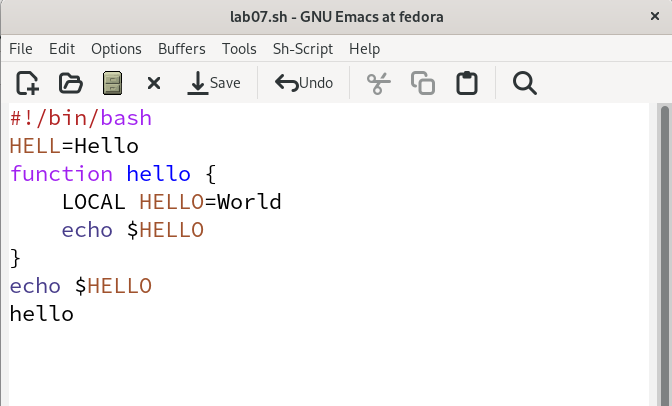 lab07.sh - GNU Emacs at fedora
File Edit Options Buffers Tools Sh-Script Help
Save Undo
#!/bin/bash
HELL=Hello
function hello {
    LOCAL HELLO=World
    echo $HELLO
}
echo $HELLO
hello